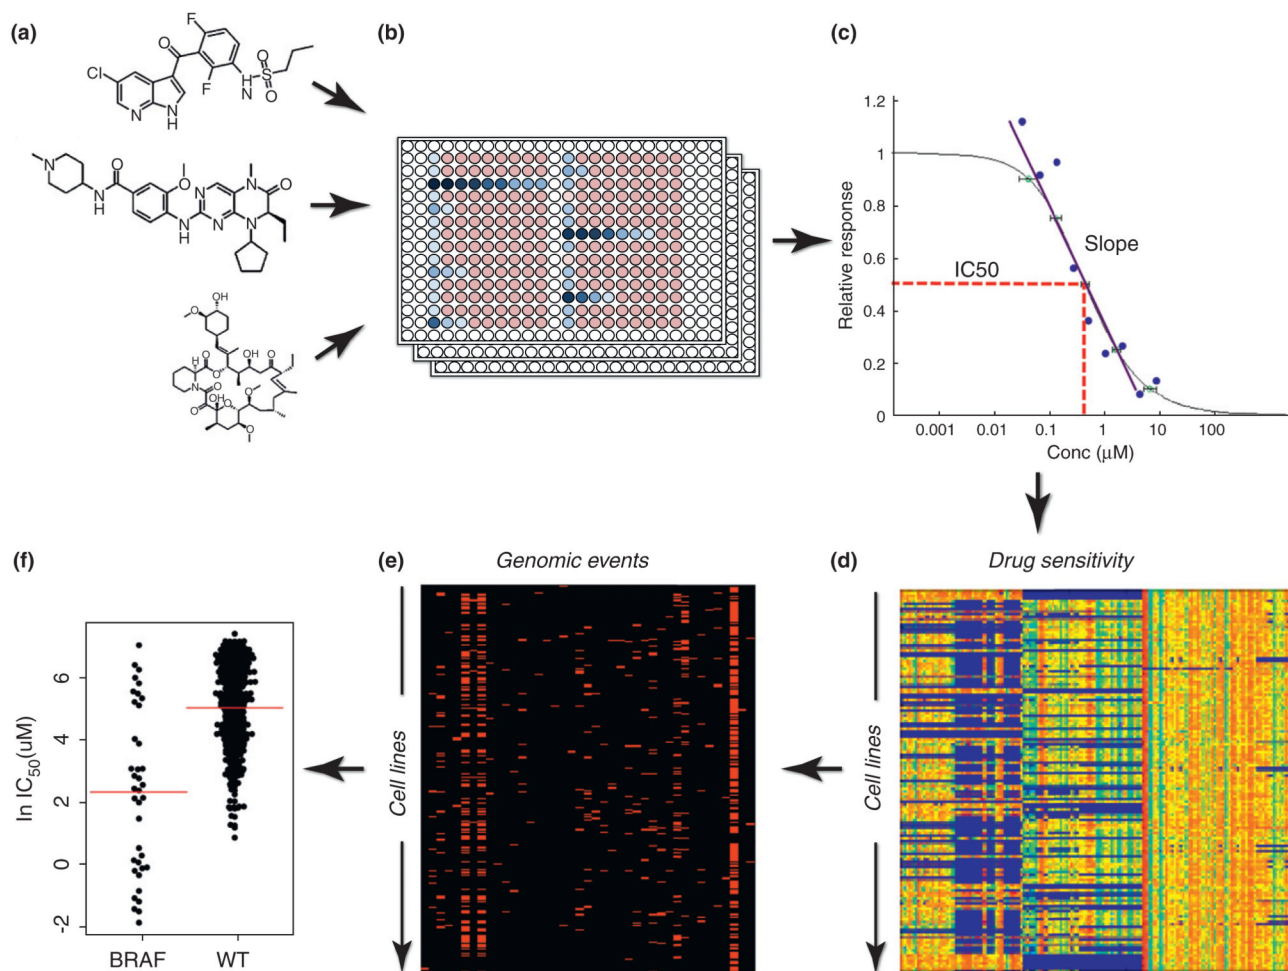 (a)
F
O
Cl
F
N
H
N
S
O
O
N
H
(b)
(c)
N
O
N
H
O
N
H
N
N
N
N
O
OH
O
H
N
O
O
OH
O
O
OH
O
O
O
O
Relative response
1.2
1
0.8
0.6
0.4
0.2
0
Slope
IC50
0.001
0.01
0.1
1
10
100
Conc (μM)
(f)
ln IC50(uM)
6
4
2
0
-2
BRAF
WT
(e)
Genomic events
Cell lines
Drug sensitivity
(d)
Cell lines